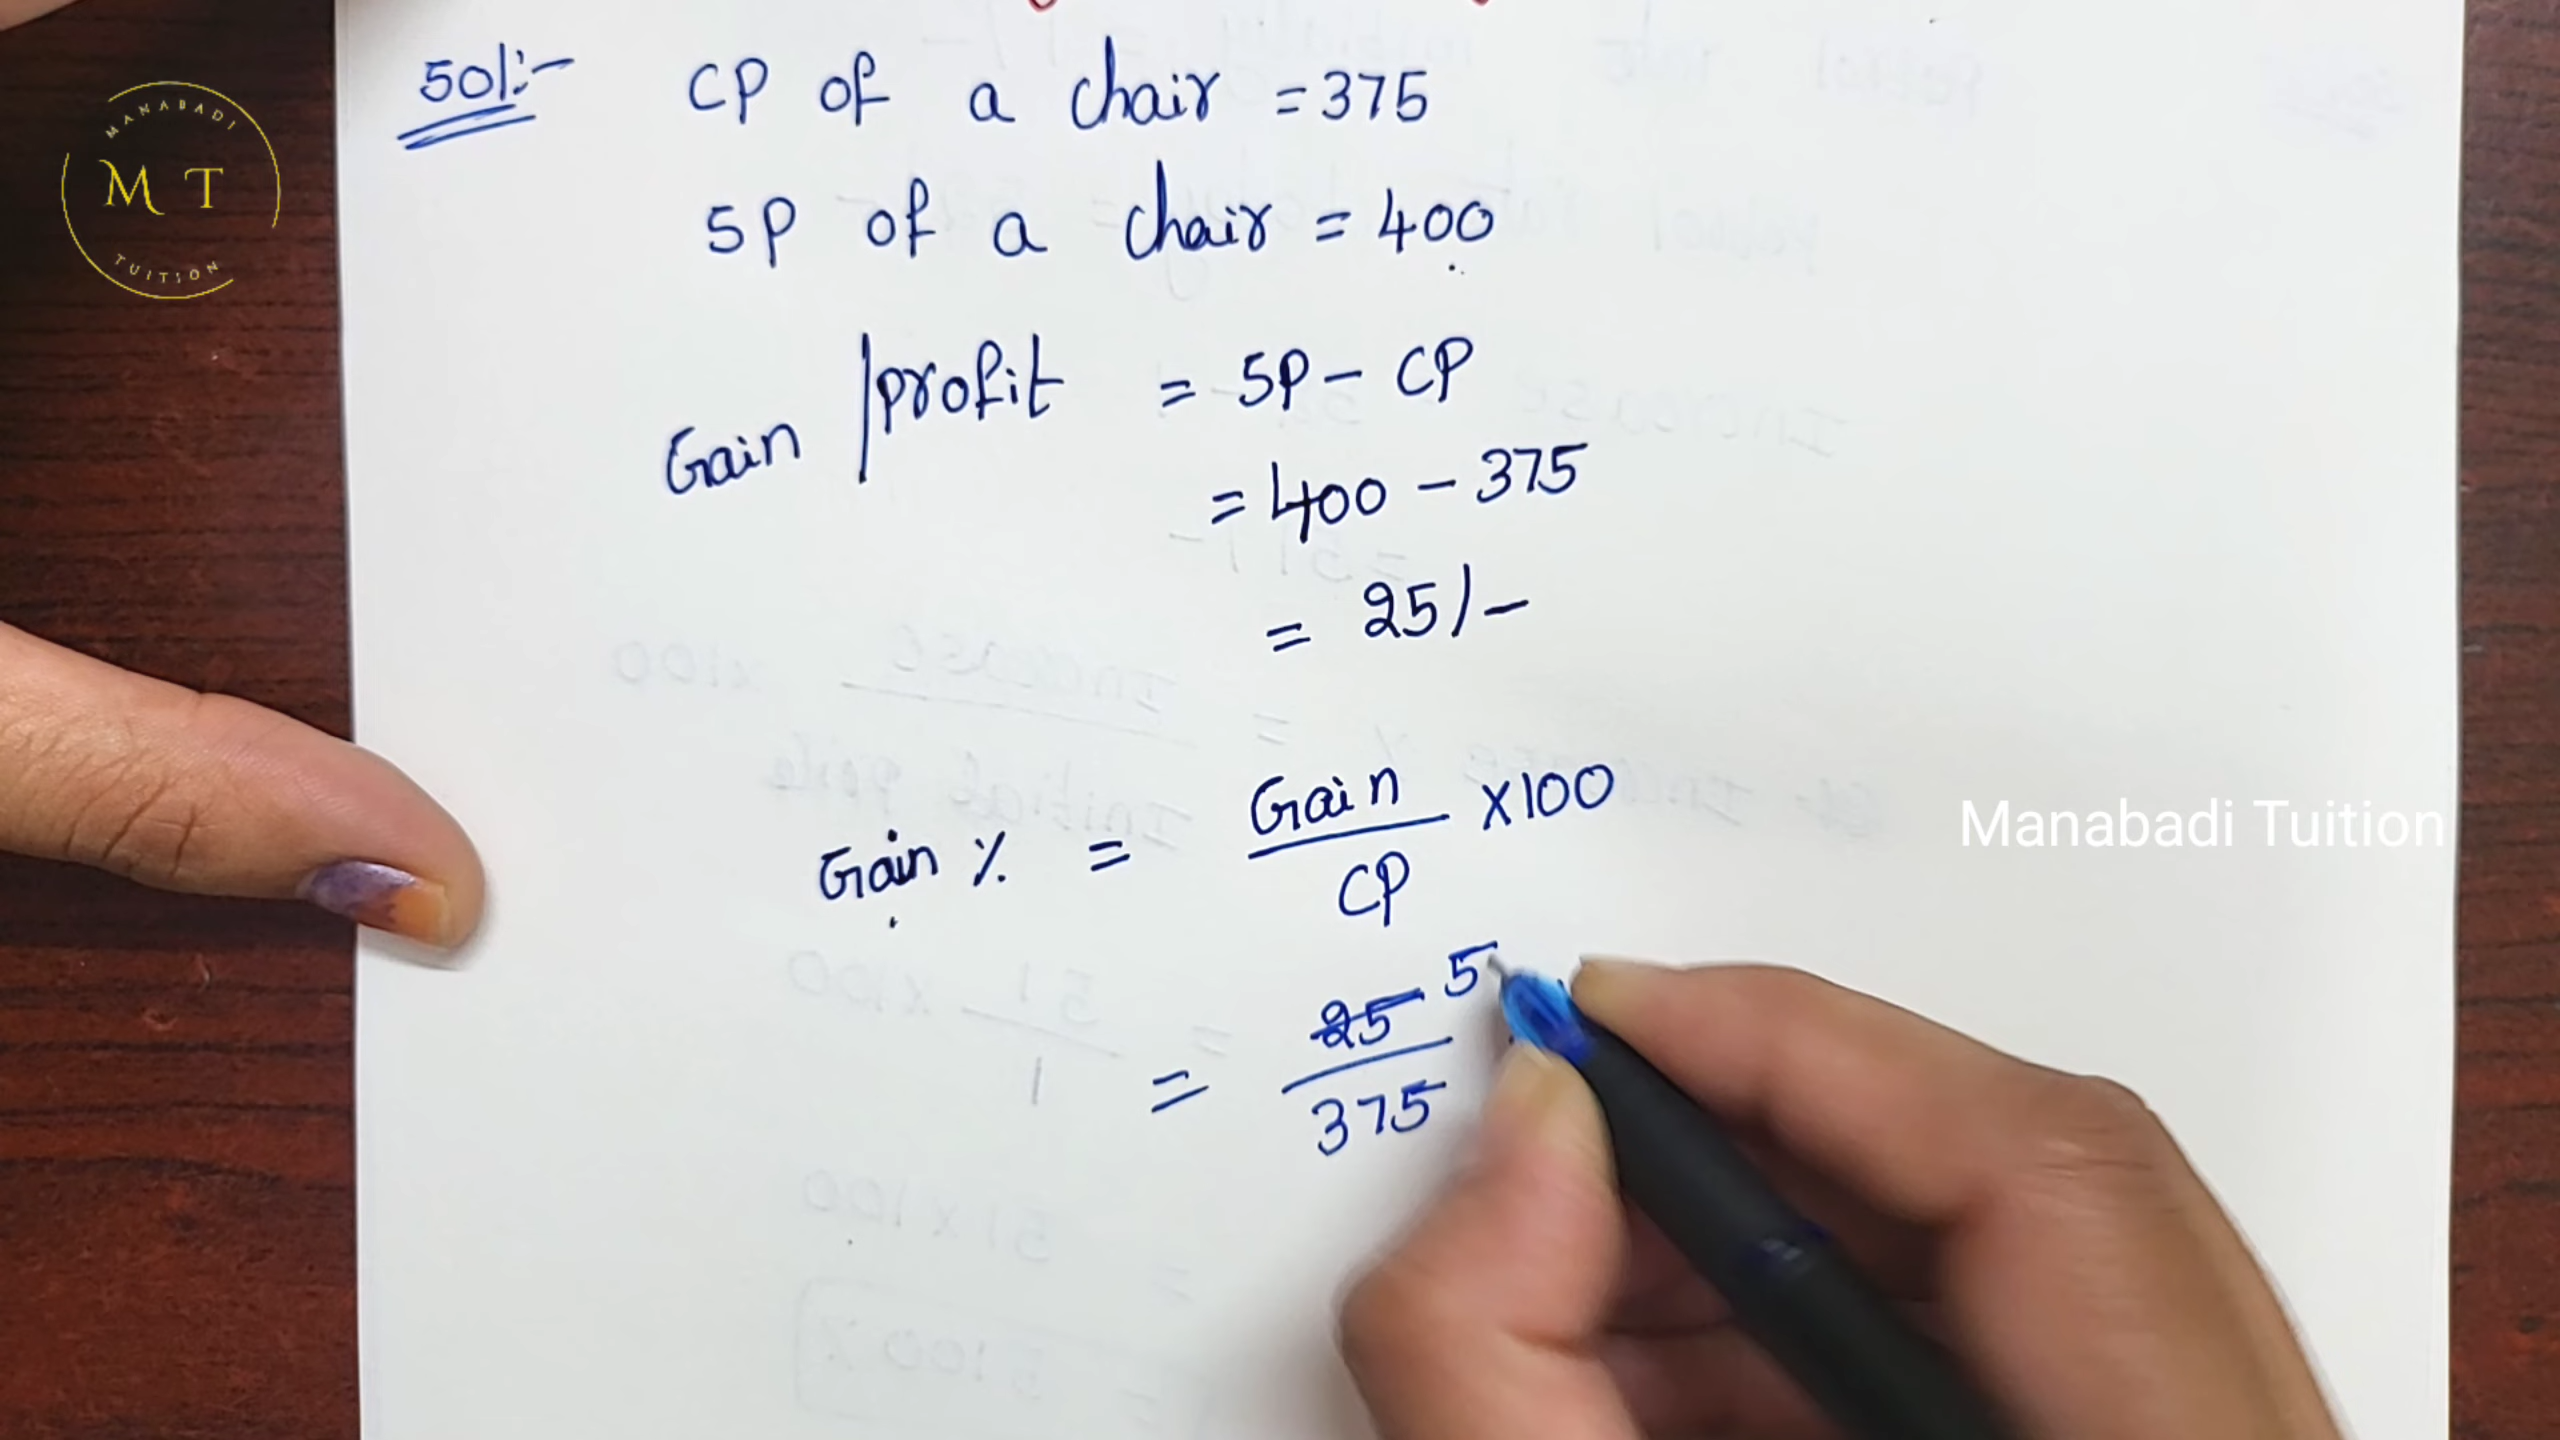 MANABADI
M T
TUITION
Sol:-
CP of a chair = 375
SP of a chair = 400
Gain /profit = SP - CP
= 400 - 375
= 25/-
Gain % = Gain x100
CP
Manabadi Tuition
= 25 5
375